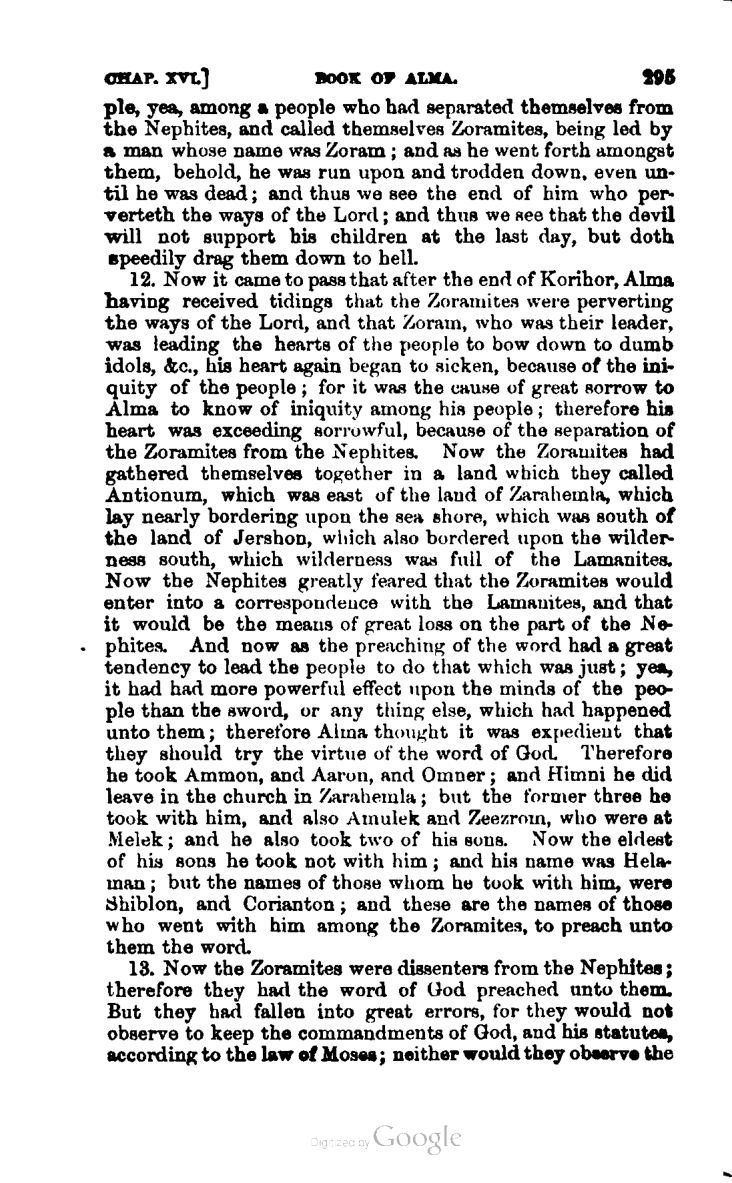 CHAP. XVI.] BOOK OF ALMA. 295
ple, yea, among a people who had separated themselves from
the Nephites, and called themselves Zoramites, being led by
a man whose name was Zoram; and as he went forth amongst
them, behold, he was run upon and trodden down, even un-
til he was dead; and thus we see the end of him who per-
verteth the ways of the Lord; and thus we see that the devil
will not support his children at the last day, but doth
speedily drag them down to hell.
12. Now it came to pass that after the end of Korihor, Alma
having received tidings that the Zoramites were perverting
the ways of the Lord, and that Zoram, who was their leader,
was leading the hearts of the people to bow down to dumb
idols, &c., his heart again began to sicken, because of the ini-
quity of the people; for it was the cause of great sorrow to
Alma to know of iniquity among his people; therefore his
heart was exceeding sorrowful, because of the separation of
the Zoramites from the Nephites. Now the Zoramites had
gathered themselves together in a land which they called
Antionum, which was east of the land of Zarahemla, which
lay nearly bordering upon the sea shore, which was south of
the land of Jershon, which also bordered upon the wilder-
ness south, which wilderness was full of the Lamanites.
Now the Nephites greatly feared that the Zoramites would
enter into a correspondence with the Lamanites, and that
it would be the means of great loss on the part of the Ne-
phites. And now as the preaching of the word had a great
tendency to lead the people to do that which was just; yea,
it had had more powerful effect upon the minds of the peo-
ple than the sword, or any thing else, which had happened
unto them; therefore Alma thought it was expedient that
they should try the virtue of the word of God. Therefore
he took Ammon, and Aaron, and Omner; and Himni he did
leave in the church in Zarahemla; but the former three he
took with him, and also Amulek and Zeezrom, who were at
Melek; and he also took two of his sons. Now the eldest
of his sons he took not with him; and his name was Hela-
man; but the names of those whom he took with him, were
Shiblon, and Corianton; and these are the names of those
who went with him among the Zoramites, to preach unto
them the word.
13. Now the Zoramites were dissenters from the Nephites;
therefore they had the word of God preached unto them.
But they had fallen into great errors, for they would not
observe to keep the commandments of God, and his statutes,
according to the law of Moses; neither would they observe the
Digitized by Google